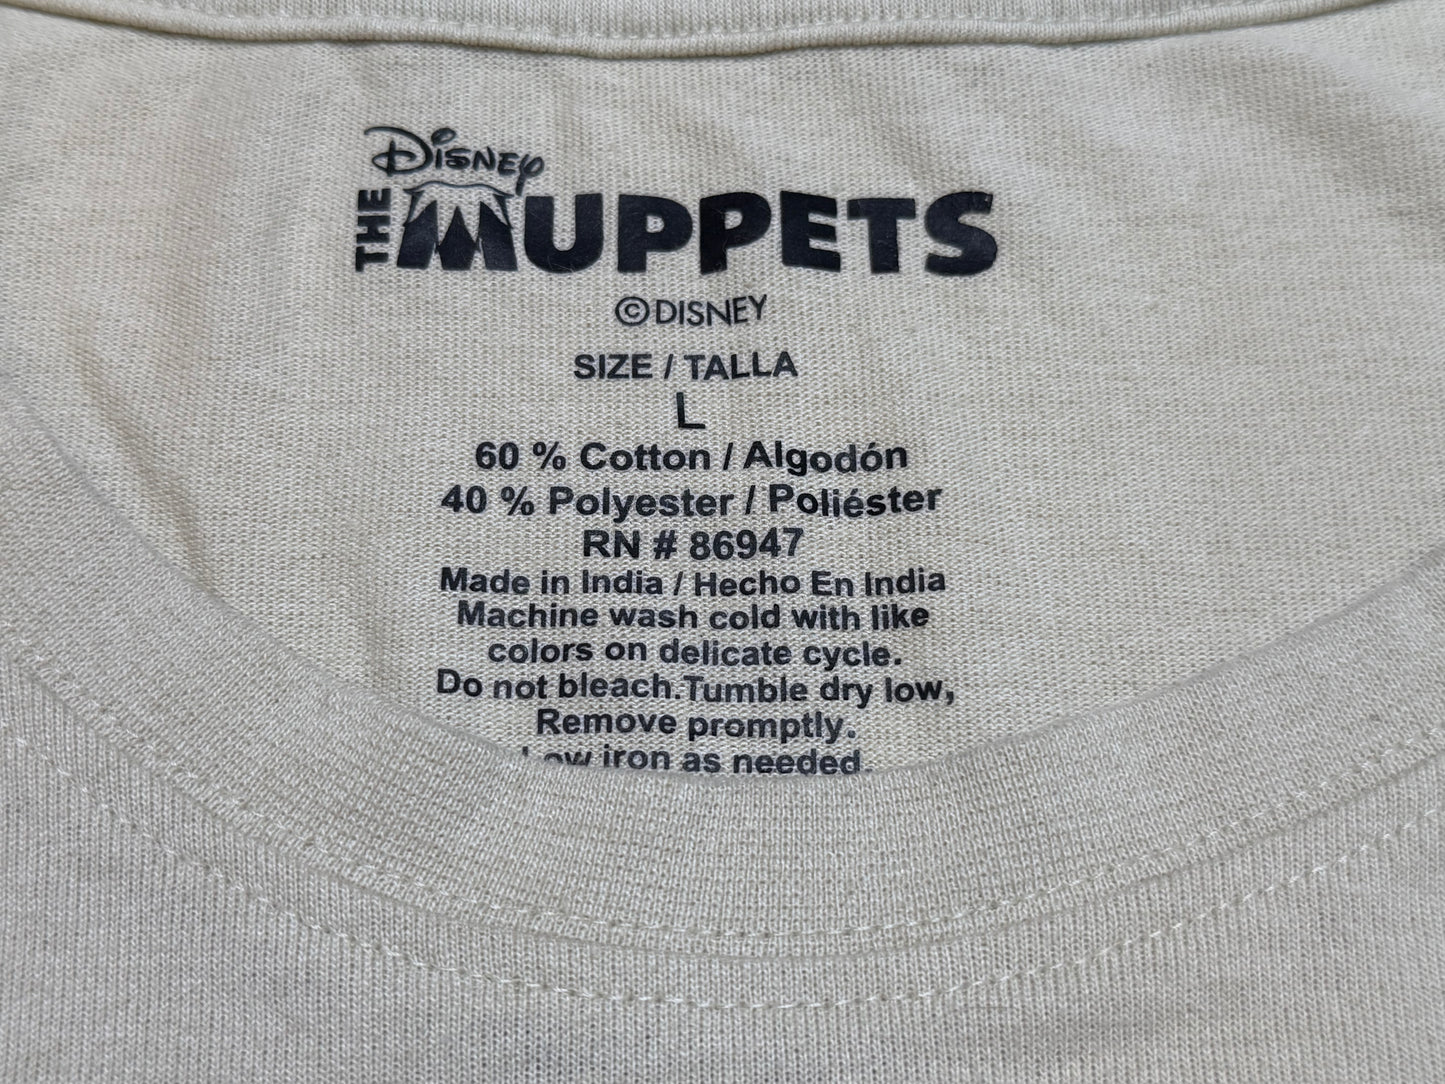 Disney
THE MUPPETS
©DISNEY
SIZE / TALLA
L
60 % Cotton / Algodón
40 % Polyester / Poliéster
RN # 86947
Made in India / Hecho En India
Machine wash cold with like
colors on delicate cycle.
Do not bleach.Tumble dry low,
Remove promptly.
Low iron as needed.